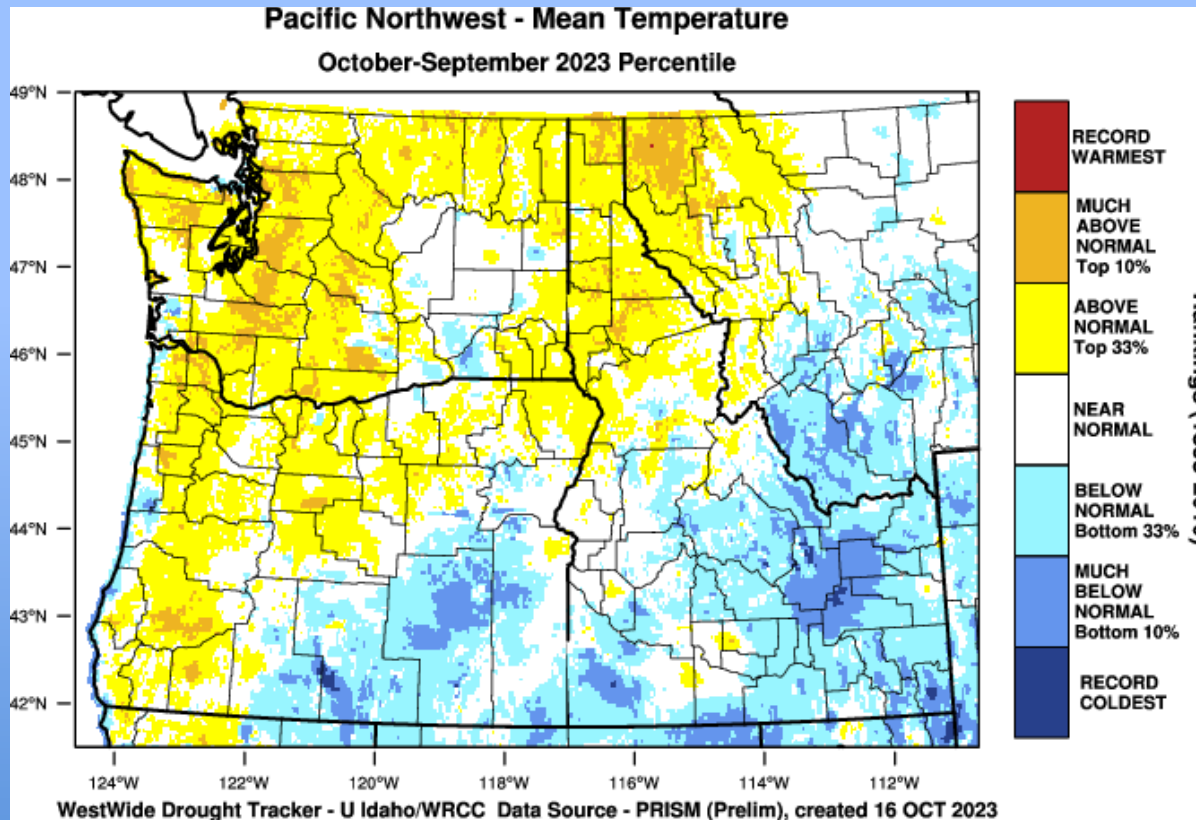 Pacific Northwest - Mean Temperature
October-September 2023 Percentile
49°N
48°N
47°N
46°N
45°N
44°N
43°N
42°N
124°W
122°W
120°W
118°W
116°W
114°W
112°W
RECORD
WARMEST
MUCH
ABOVE
NORMAL
Top 10%
ABOVE
NORMAL
Top 33%
NEAR
NORMAL
BELOW
NORMAL
Bottom 33%
MUCH
BELOW
NORMAL
Bottom 10%
RECORD
COLDEST
WestWide Drought Tracker - U Idaho/WRCC Data Source - PRISM (Prelim), created 16 OCT 2023